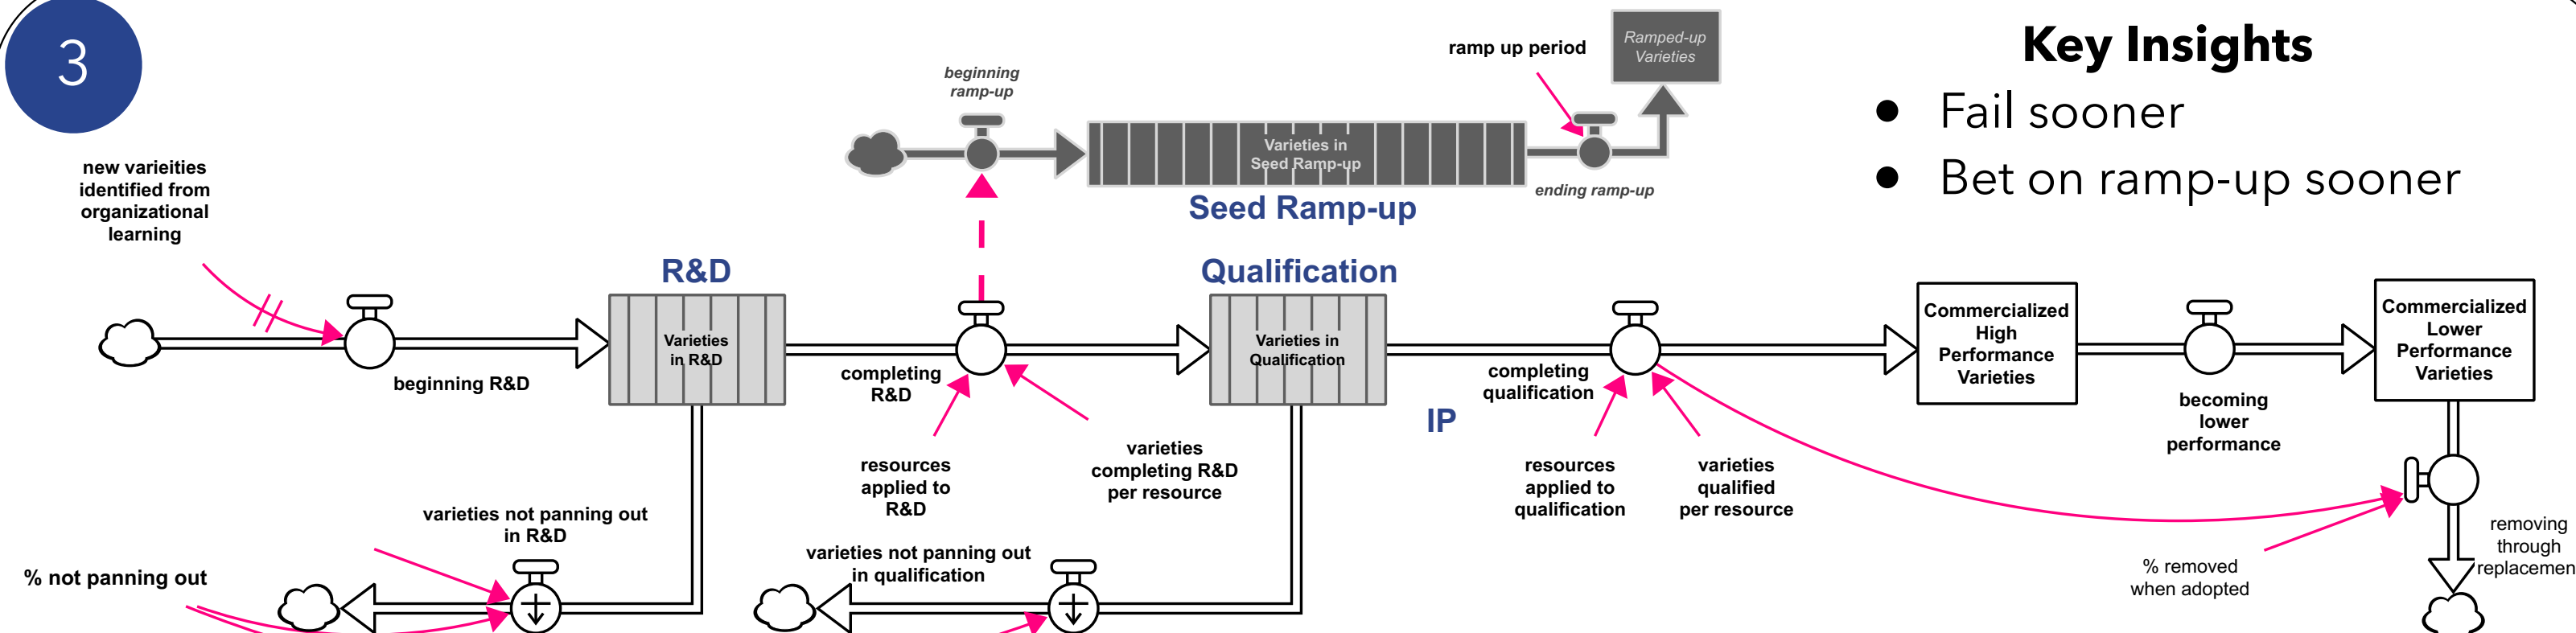 3
new varieities
identified from
organizational
learning
beginning
ramp-up
Varieties in
Seed Ramp-up
Seed Ramp-up
ramp up period
Ramped-up
Varieties
ending ramp-up
Key Insights
● Fail sooner
● Bet on ramp-up sooner
beginning R&D
R&D
Varieties
in R&D
completing
R&D
resources
applied to
R&D
varieties
completing R&D
per resource
Qualification
Varieties in
Qualification
IP
completing
qualification
resources
applied to
qualification
varieties
qualified
per resource
Commercialized
High
Performance
Varieties
becoming
lower
performance
Commercialized
Lower
Performance
Varieties
% removed
when adopted
removing
through
replacemen
varieties not panning out
in R&D
% not panning out
varieties not panning out
in qualification